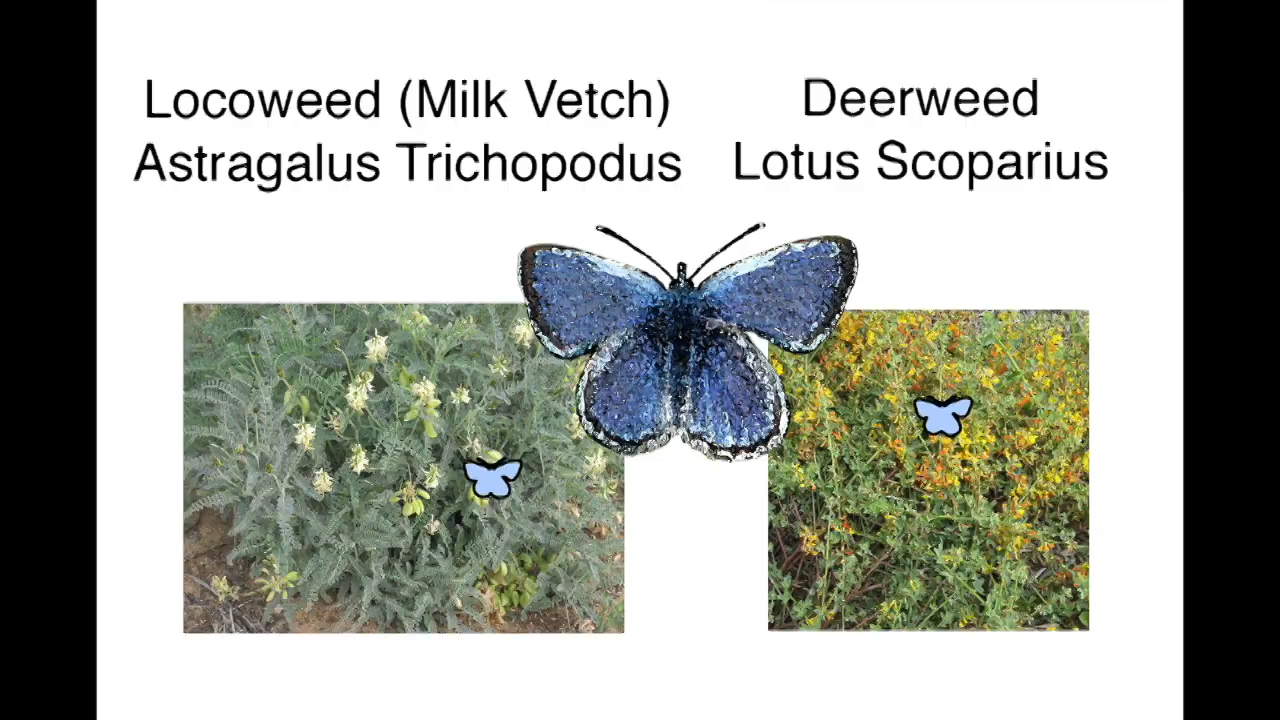 Locoweed (Milk Vetch)
Astragalus Trichopodus
Deerweed
Lotus Scoparius